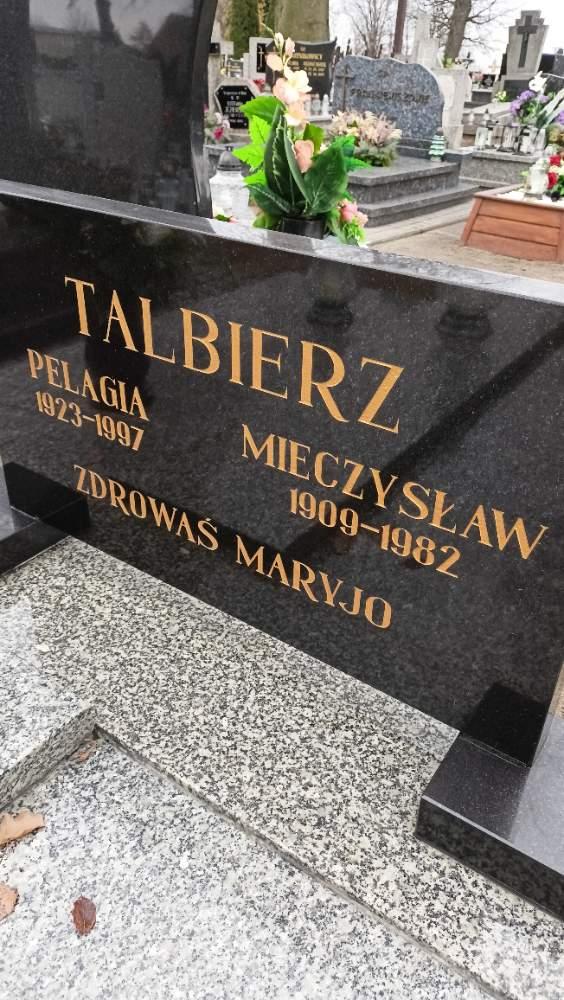 TALBIERZ
PELAGIA
1923-1997
MIECZYSŁAW
1909-1982
ZDROWAŚ MARYJO